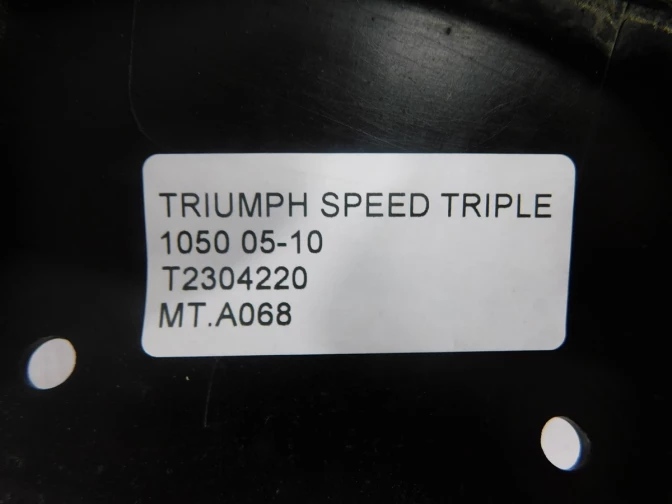 TRIUMPH SPEED TRIPLE
1050 05-10
T2304220
MT.A068